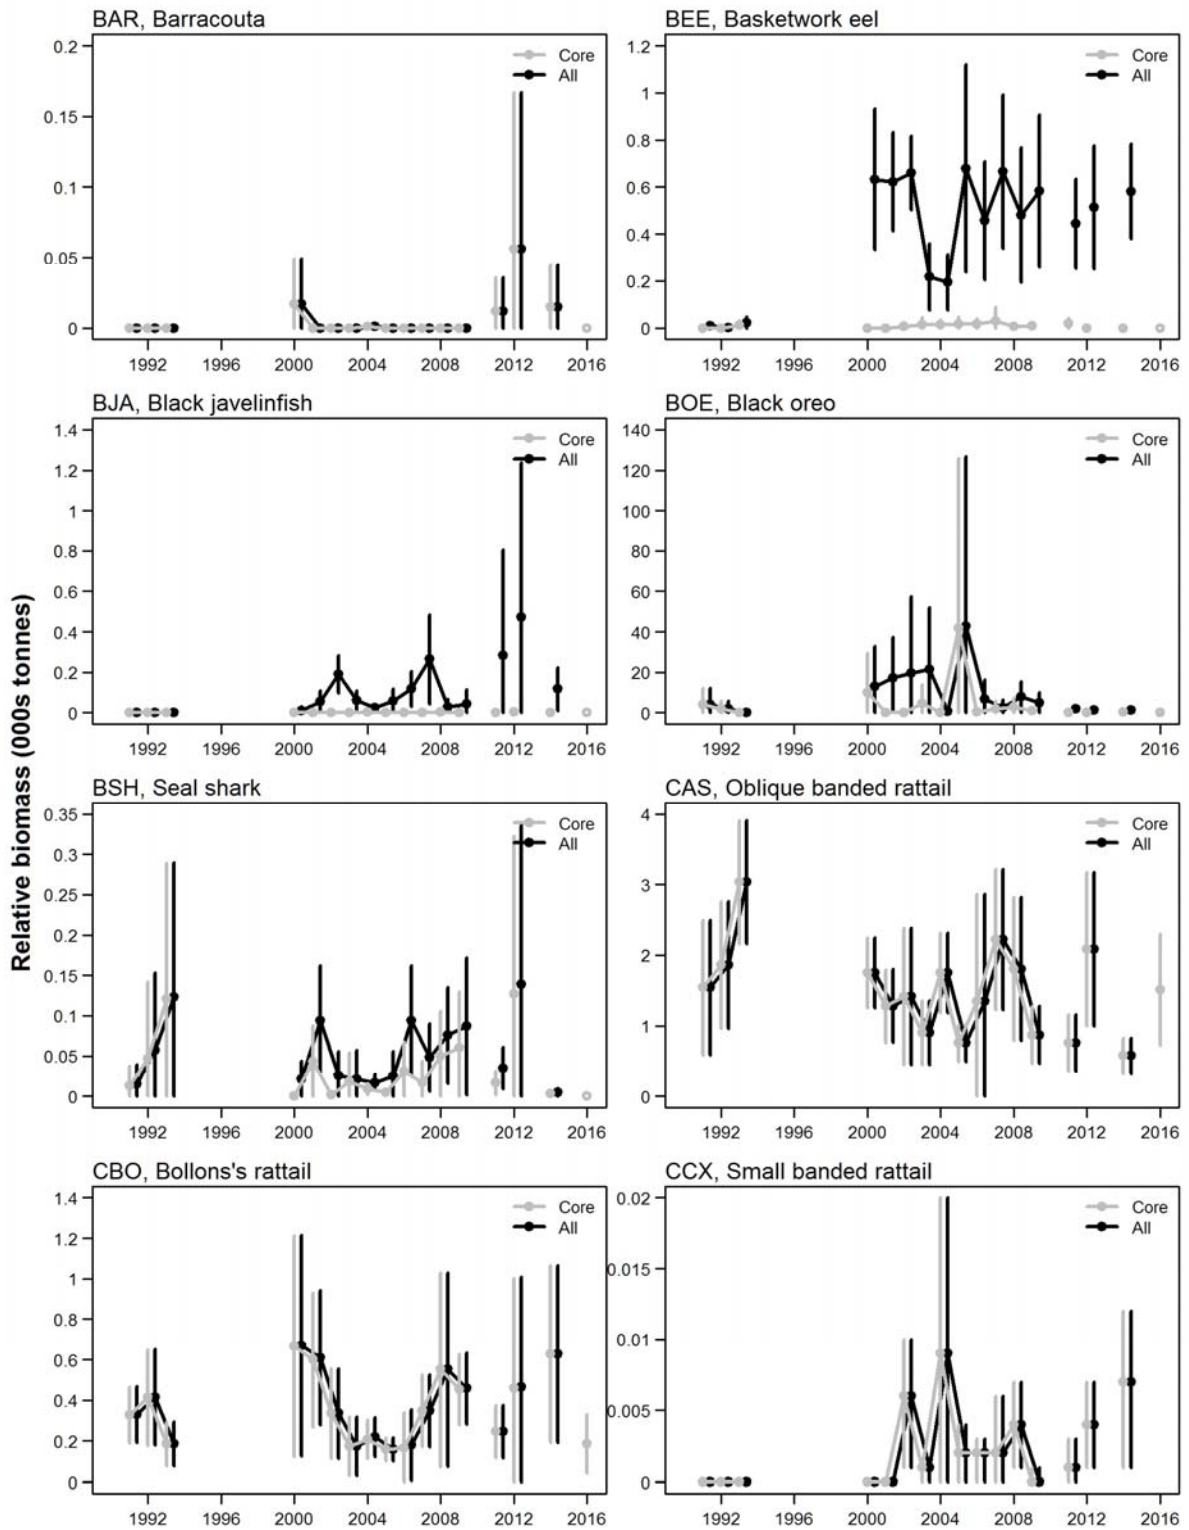 BAR, Barracouta
0.2
0.15
0.1
0.05
0
Core
All
1992 1996 2000 2004 2008 2012 2016
BEE, Basketwork eel
1.2
1
0.8
0.6
0.4
0.2
0
Core
All
1992 1996 2000 2004 2008 2012 2016
BJA, Black javelinfish
1.4
1.2
1
0.8
0.6
0.4
0.2
0
Core
All
1992 1996 2000 2004 2008 2012 2016
BOE, Black oreo
140
120
100
80
60
40
20
0
Core
All
1992 1996 2000 2004 2008 2012 2016
Relative biomass (000s tonnes)
BSH, Seal shark
0.35
0.3
0.25
0.2
0.15
0.1
0.05
0
Core
All
1992 1996 2000 2004 2008 2012 2016
CAS, Oblique banded rattail
4
3
2
1
0
Core
All
1992 1996 2000 2004 2008 2012 2016
CBO, Bollons's rattail
1.4
1.2
1
0.8
0.6
0.4
0.2
0
Core
All
1992 1996 2000 2004 2008 2012 2016
CCX, Small banded rattail
0.02
0.015
0.01
0.005
0
Core
All
1992 1996 2000 2004 2008 2012 2016